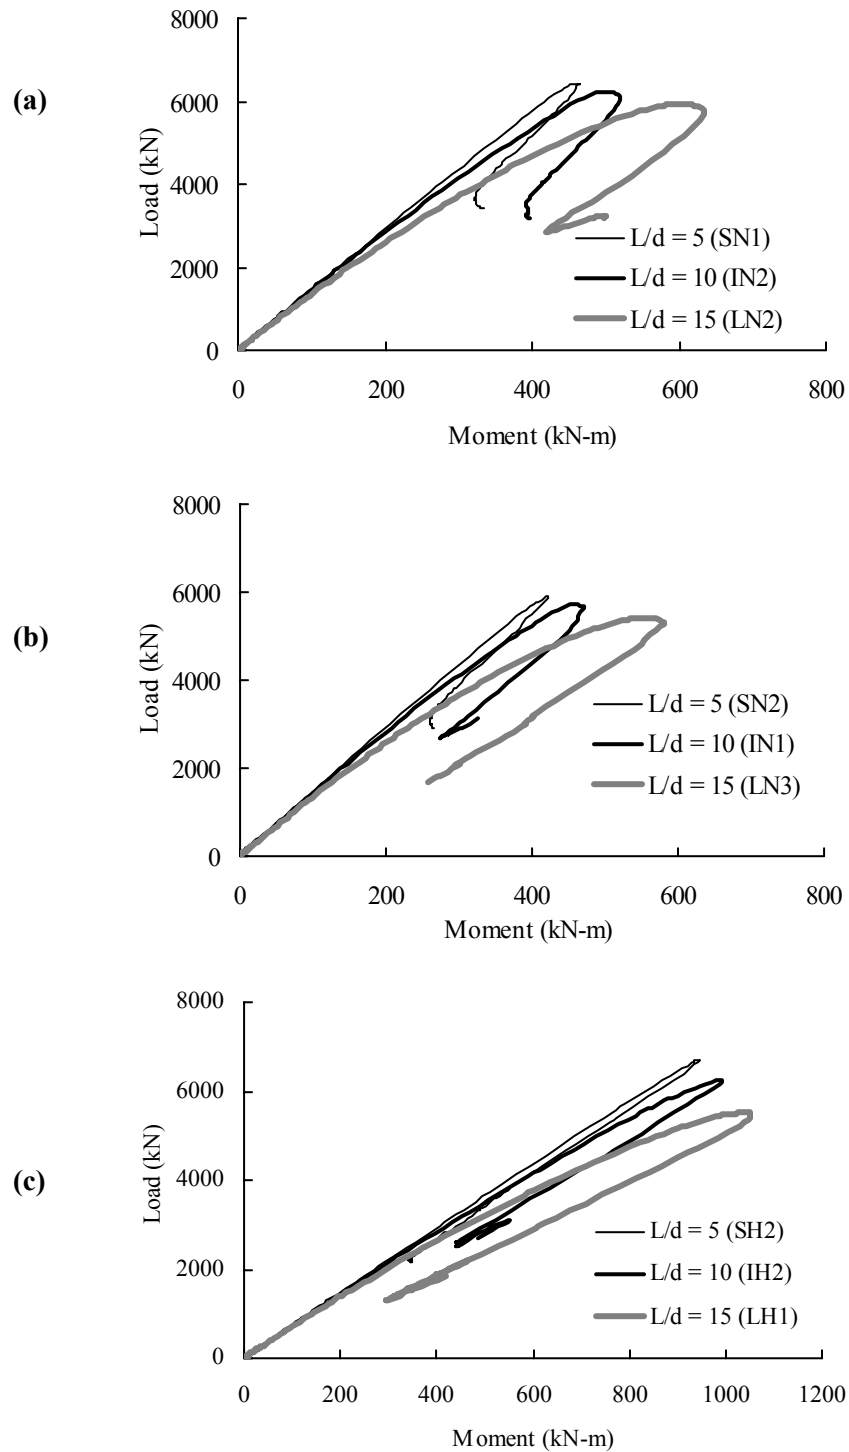 (a)
Load (kN)
8000
6000
4000
2000
0
0 200 400 600 800
Moment (kN-m)
L/d = 5 (SN1)
L/d = 10 (IN2)
L/d = 15 (LN2)
(b)
Load (kN)
8000
6000
4000
2000
0
0 200 400 600 800
Moment (kN-m)
L/d = 5 (SN2)
L/d = 10 (IN1)
L/d = 15 (LN3)
(c)
Load (kN)
8000
6000
4000
2000
0
0 200 400 600 800 1000 1200
Moment (kN-m)
L/d = 5 (SH2)
L/d = 10 (IH2)
L/d = 15 (LH1)